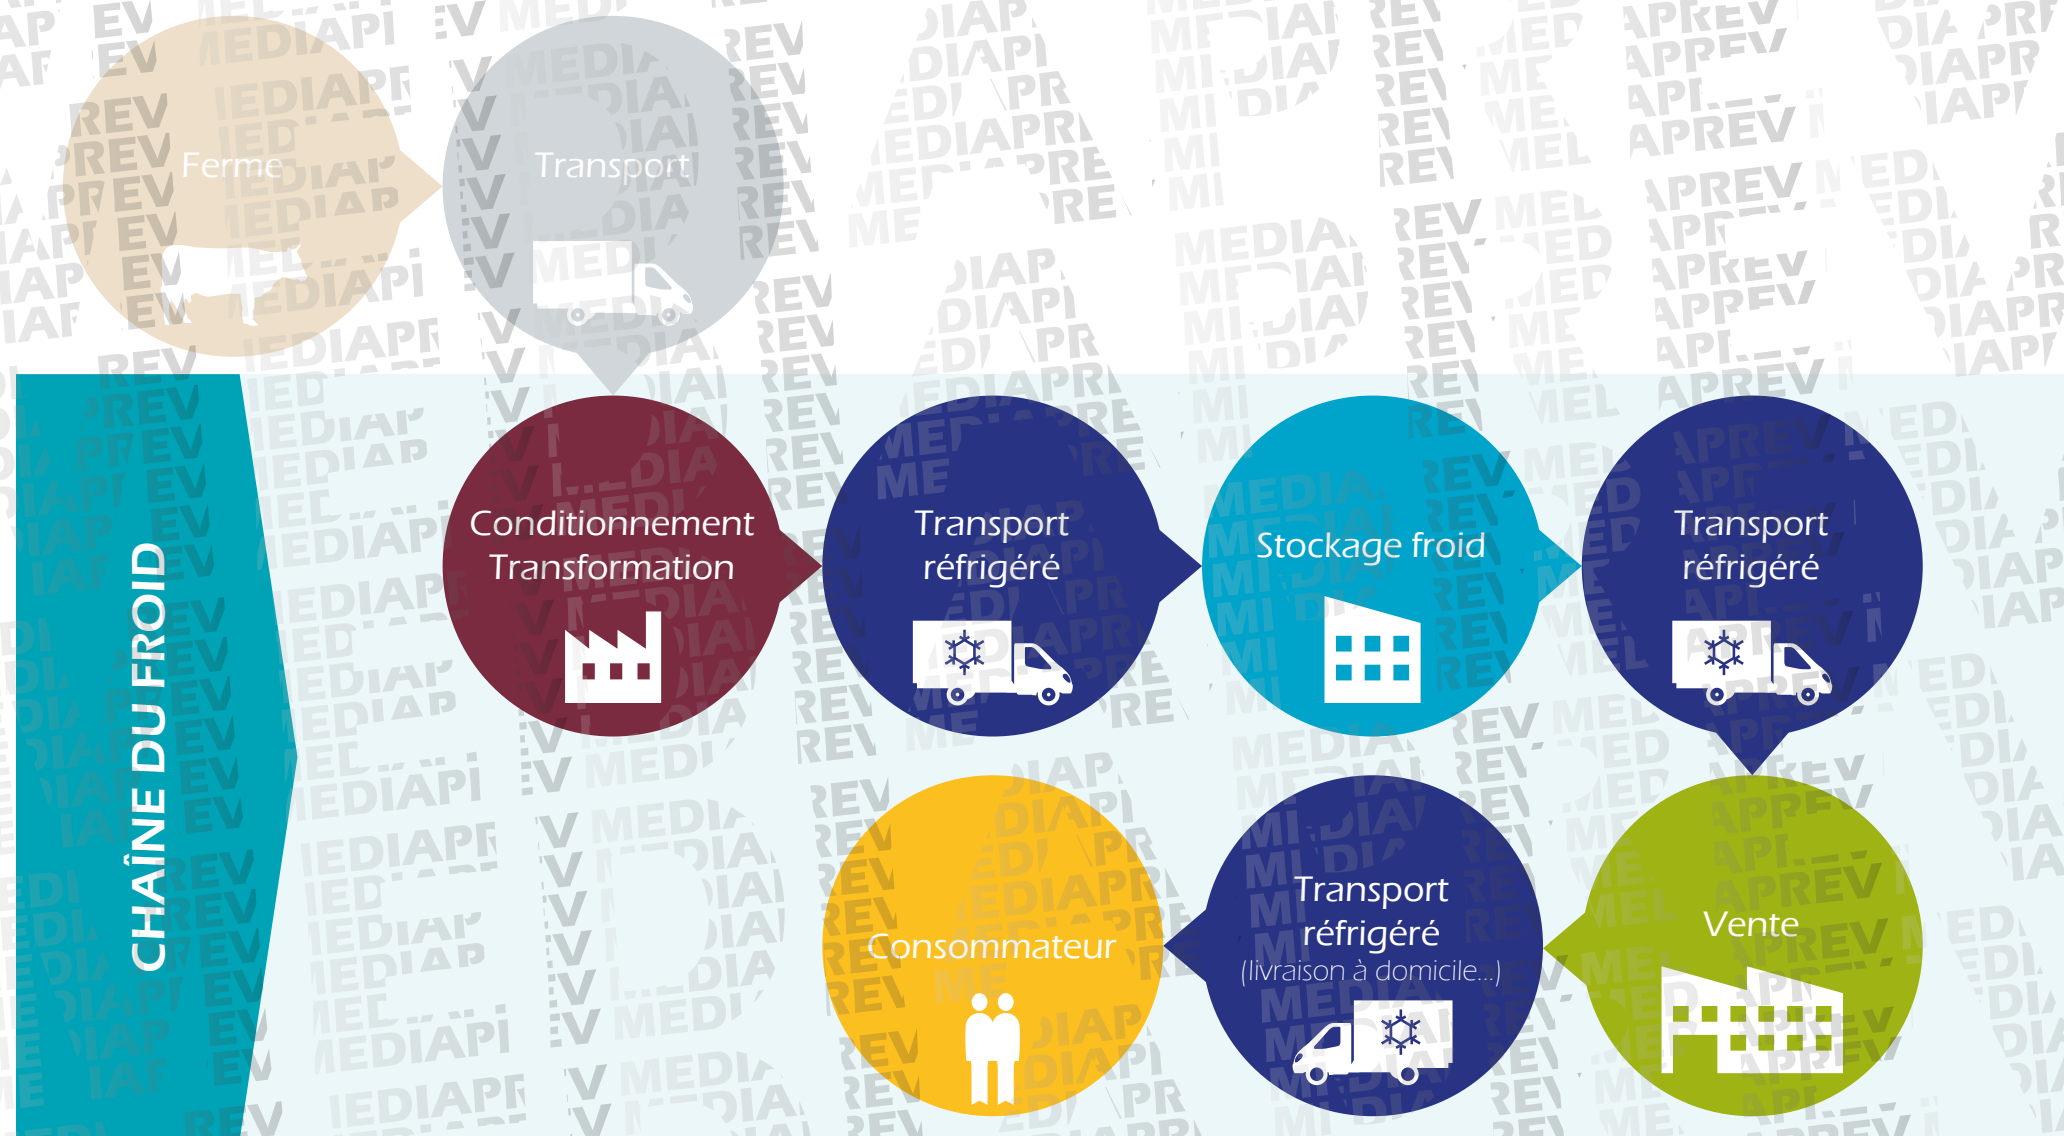 Ferme
Transport
CHAÎNE DU FROID
Conditionnement
Transformation
Transport
réfrigéré
Stockage froid
Transport
réfrigéré
Consommateur
Transport
réfrigéré
(livraison à domicile...)
Vente